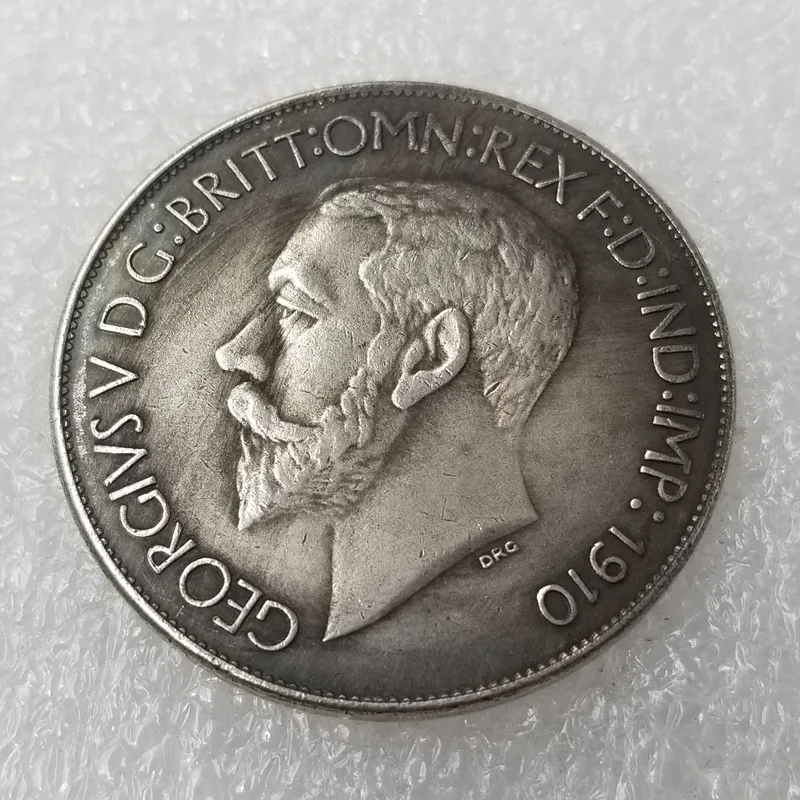 GEORGIVS V D G:BRITT:OMN:REX F:D:IND:IMP:1910
DRG